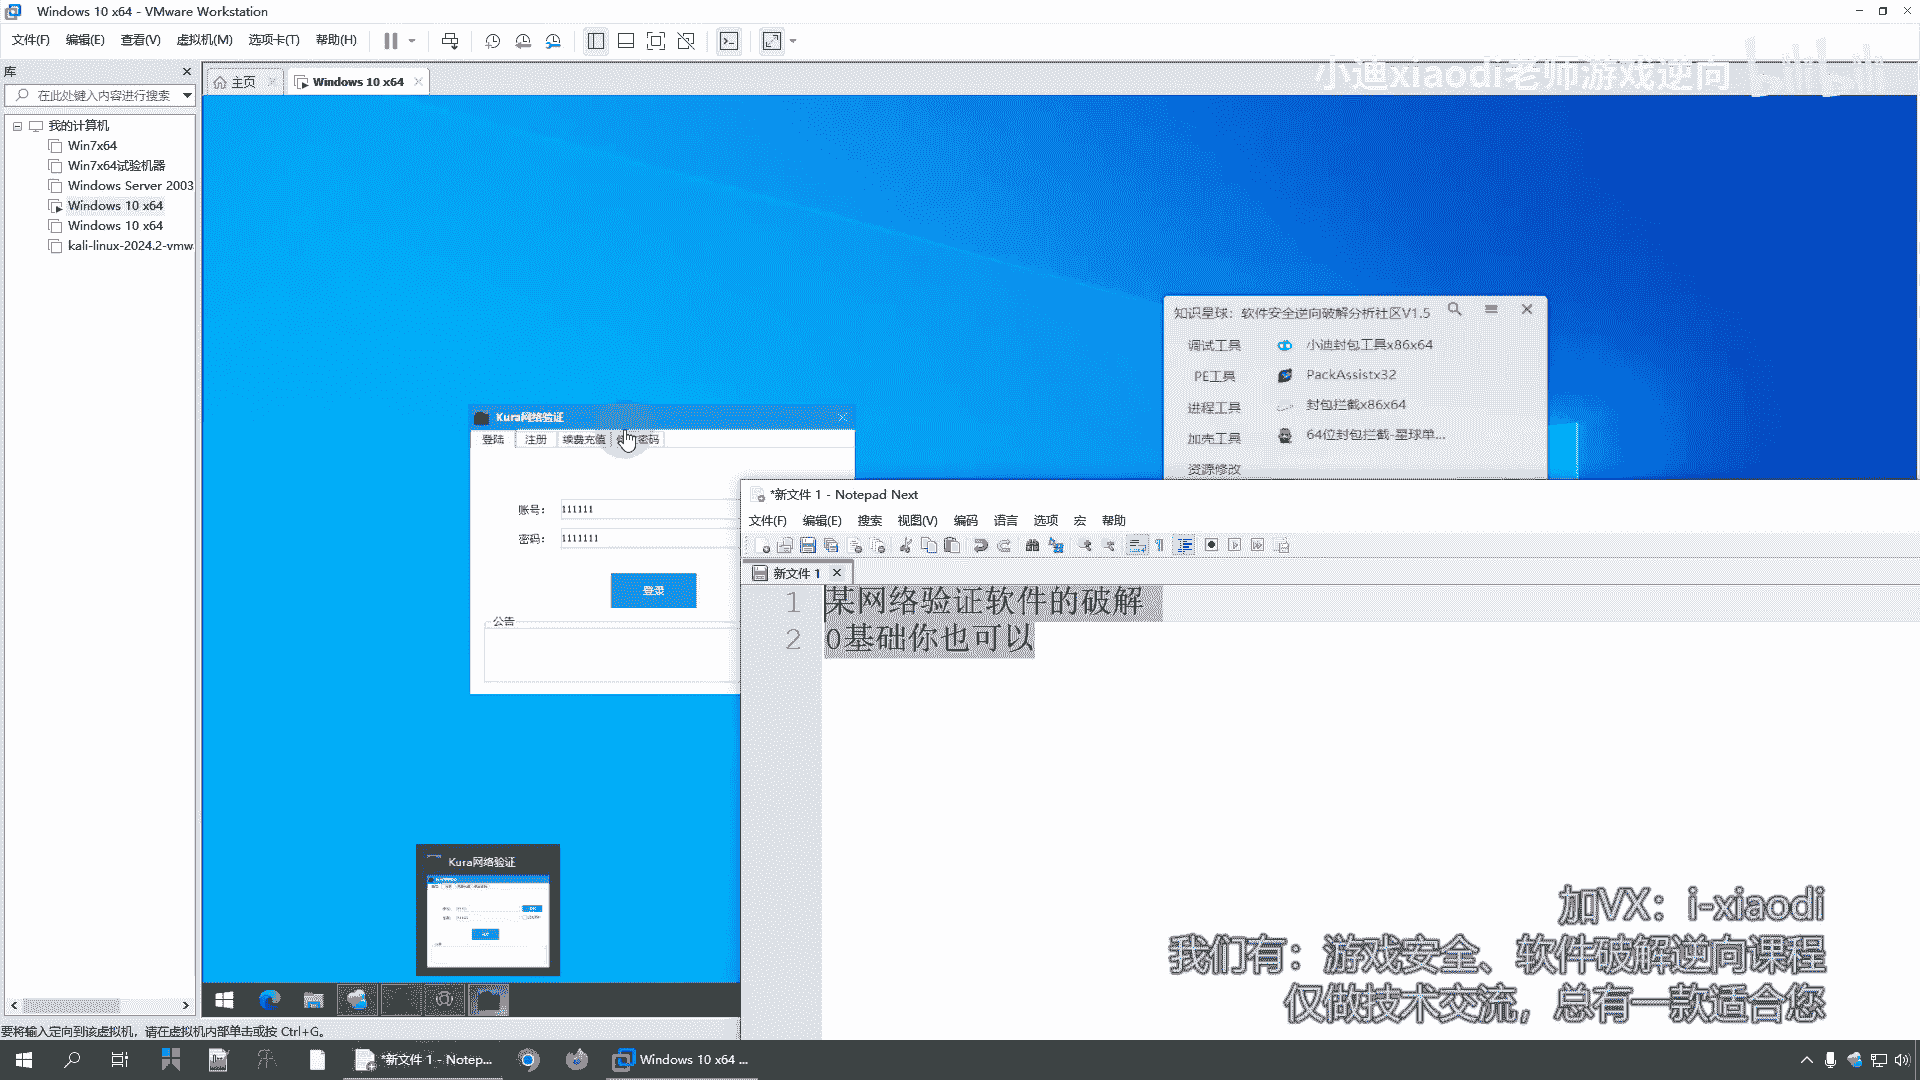 Windows 10 x64 - VMware Workstation
文件(F) 编辑(E) 查看(V) 虚拟机(M) 选项卡(T) 帮助(H)
库
在此处键入内容进行搜索
我的计算机
Win7x64
Win7x64试验机器
Windows Server 2003
Windows 10 x64
Windows 10 x64
kali-linux-2024.2-vmw
主页
Windows 10 x64
小迪xiaodi老师游戏逆向
bilibili
知识星球：软件安全逆向破解分析社区V1.5
调试工具 小迪封包工具x86x64
PE工具 PackAssistx32
进程工具 封包拦截x86x64
加壳工具 64位封包拦截-星球单...
资源修改
Kura网络验证
登陆 注册 续费充值 密码
账号： 111111
密码： 1111111
登录
公告
*新文件 1 - Notepad Next
文件(F) 编辑(E) 搜索 视图(V) 编码 语言 选项 宏 帮助
新文件 1
1 某网络验证软件的破解
2 0基础你也可以
Kura网络验证
加VX：i-xiaodi
我们有：游戏安全、软件破解逆向课程
仅做技术交流，总有一款适合您
要将输入定向到该虚拟机，请在虚拟机内部单击或按 Ctrl+G。
*新文件 1 - Notep...
Windows 10 x64 ...